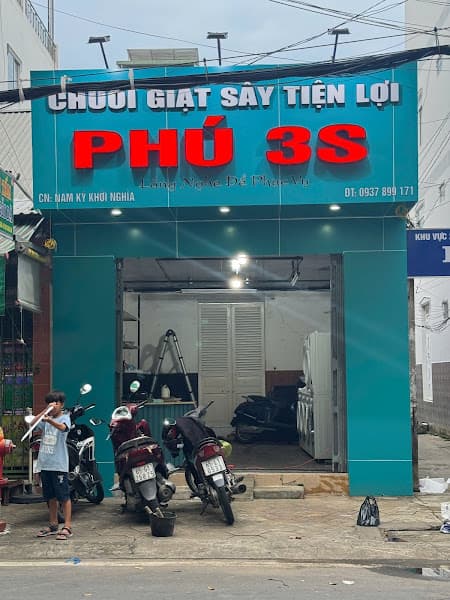 CHUỖI GIẶT SẤY TIỆN LỢI
PHÚ 3S
Lắng Nghe Để Phục Vụ
CN: NAM KỲ KHỞI NGHĨA
ĐT: 0937 899 171
KHU VỰC